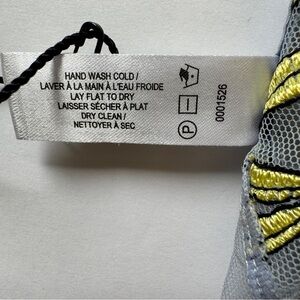 HAND WASH COLD/
LAVER À LA MAIN À L'EAU FROIDE
LAY FLAT TO DRY
LAISSER SÉCHER À PLAT
DRY CLEAN/
NETTOYER À SEC
P
0001526